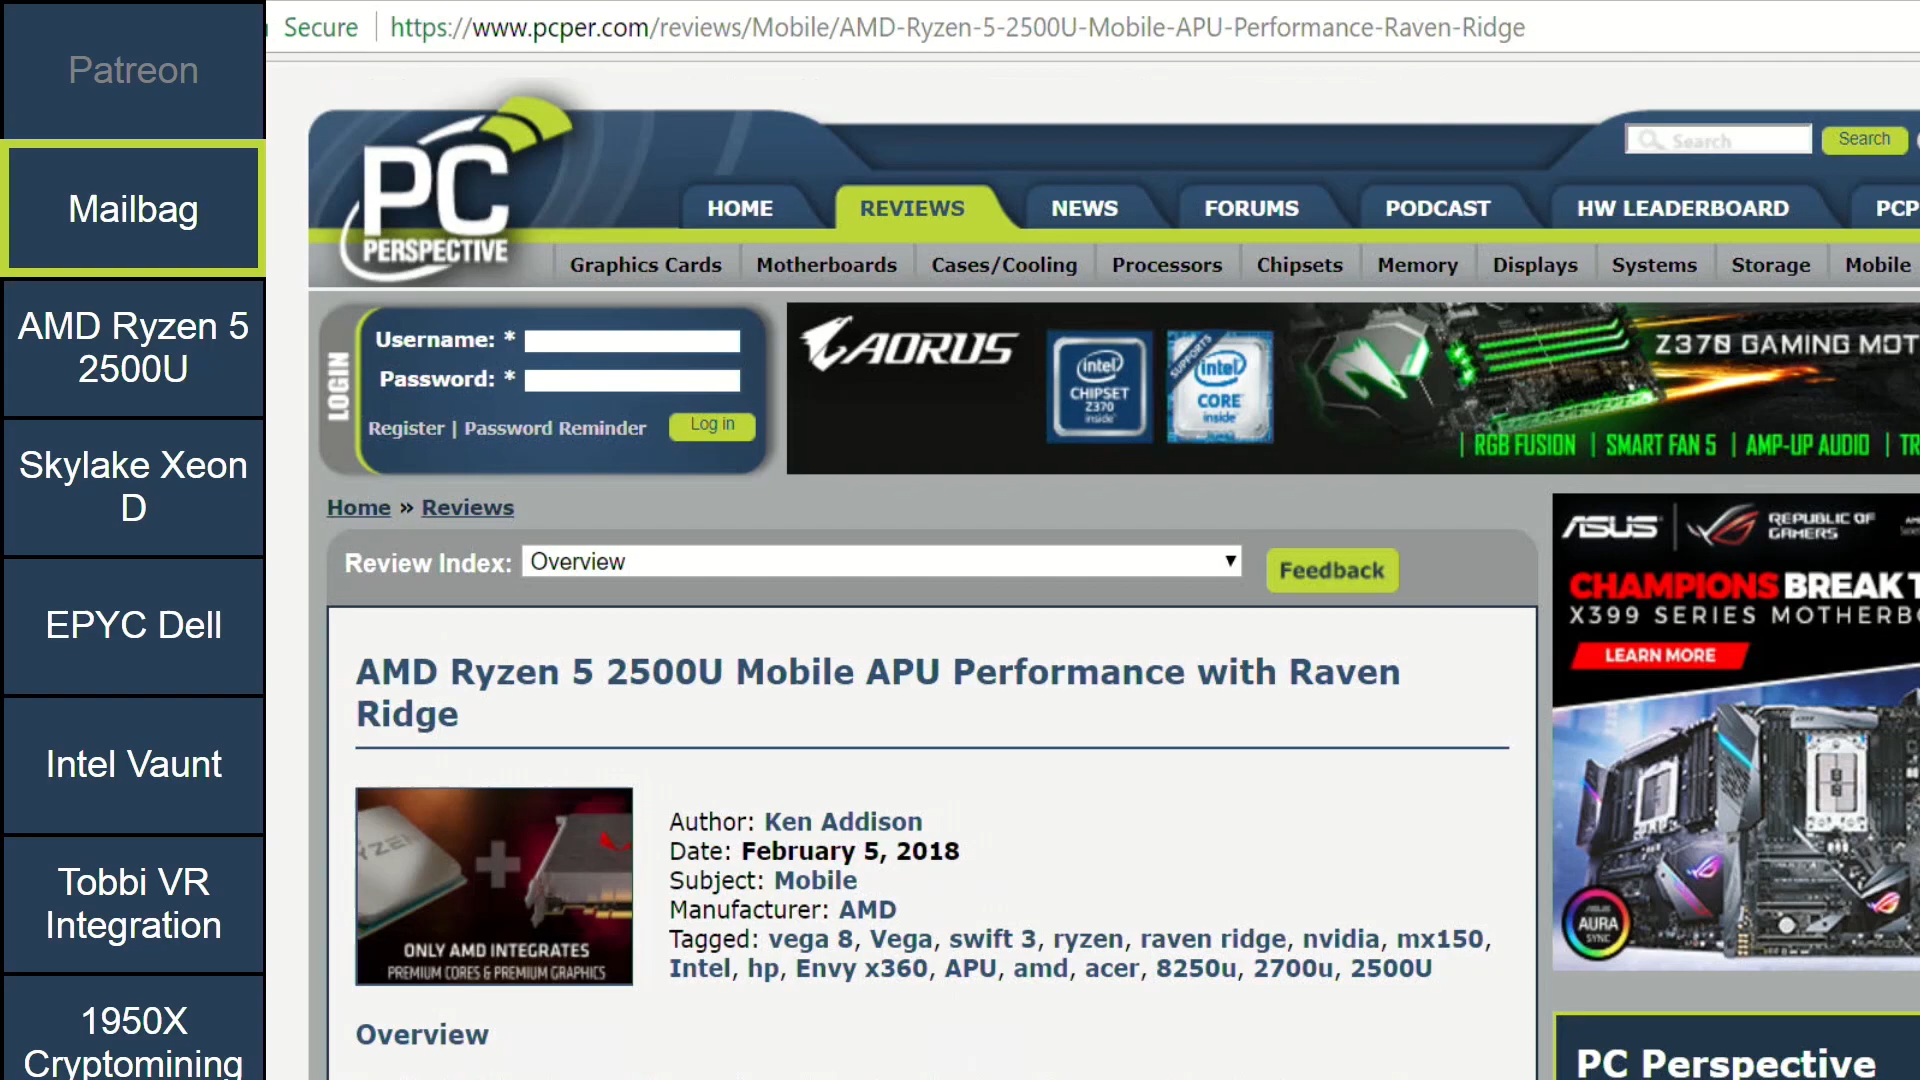 Patreon
Mailbag
AMD Ryzen 5
2500U
Skylake Xeon
D
EPYC Dell
Intel Vaunt
Tobbi VR
Integration
1950X
Cryptomining
Secure
https://www.pcper.com/reviews/Mobile/AMD-Ryzen-5-2500U-Mobile-APU-Performance-Raven-Ridge
PC
PERSPECTIVE
Search
Search
HOME
REVIEWS
NEWS
FORUMS
PODCAST
HW LEADERBOARD
PCP
Graphics Cards
Motherboards
Cases/Cooling
Processors
Chipsets
Memory
Displays
Systems
Storage
Mobile
LOGIN
Username: *
Password: *
Register | Password Reminder
Log in
AORUS
intel
CHIPSET
Z370
inside
SUPPORTS
intel
CORE
inside
Z370 GAMING MOT
| RGB FUSION | SMART FAN 5 | AMP-UP AUDIO | TR
Home » Reviews
Review Index:
Overview
Feedback
AMD Ryzen 5 2500U Mobile APU Performance with Raven
Ridge
RYZEN
ONLY AMD INTEGRATES
PREMIUM CORES & PREMIUM GRAPHICS
Author: Ken Addison
Date: February 5, 2018
Subject: Mobile
Manufacturer: AMD
Tagged: vega 8, Vega, swift 3, ryzen, raven ridge, nvidia, mx150,
Intel, hp, Envy x360, APU, amd, acer, 8250u, 2700u, 2500U
Overview
ASUS
REPUBLIC OF
GAMERS
CHAMPIONS BREAK T
X399 SERIES MOTHERBO
LEARN MORE
AURA
SYNC
PC Perspective